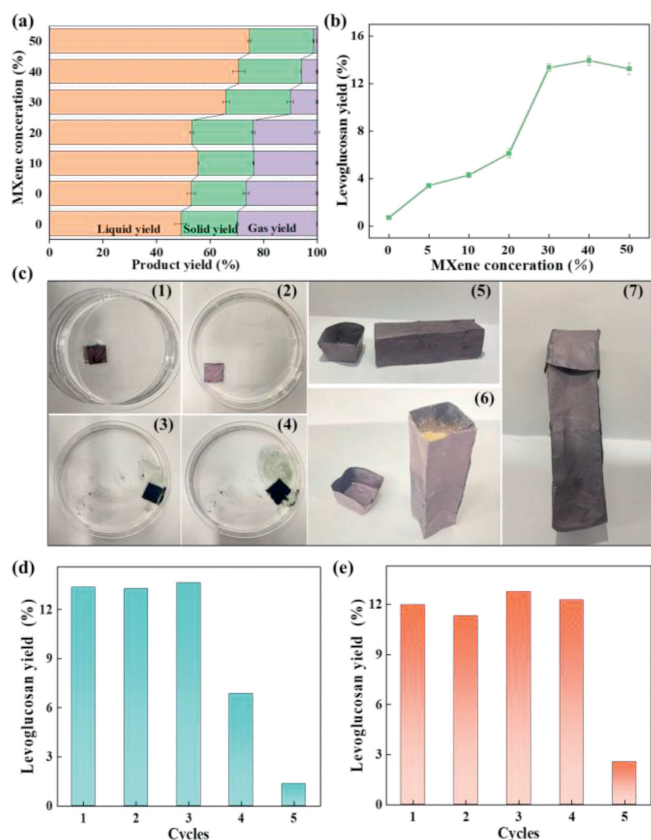 (a)
MXene conceration (%)
50
40
30
20
10
0
0
Liquid yield Solid yield Gas yield
0 20 40 60 80 100
Product yield (%)
(b)
Levoglucosan yield (%)
16
12
8
4
0
0 5 10 20 30 40 50
MXene conceration (%)
(c)
(1)
(2)
(3)
(4)
(5)
(6)
(7)
(d)
Levoglucosan yield (%)
12
9
6
3
0
1 2 3 4 5
Cycles
(e)
Levoglucosan yield (%)
12
9
6
3
0
1 2 3 4 5
Cycles